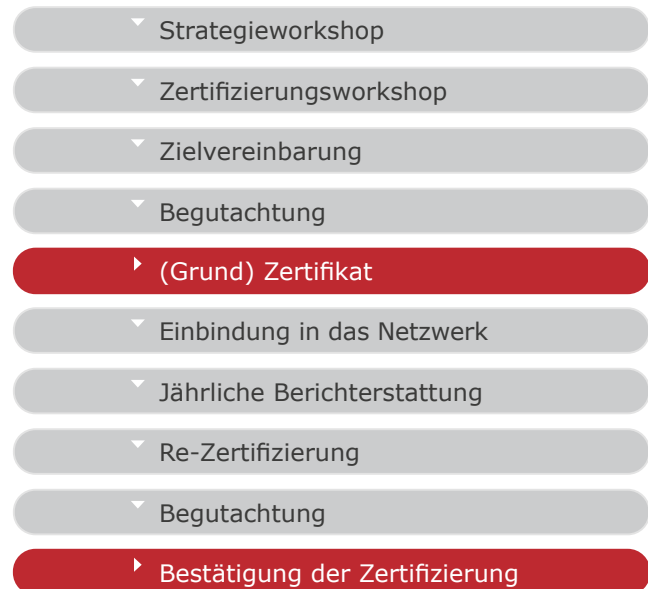 Strategieworkshop
Zertifizierungsworkshop
Zielvereinbarung
Begutachtung
(Grund) Zertifikat
Einbindung in das Netzwerk
Jährliche Berichterstattung
Re-Zertifizierung
Begutachtung
Bestätigung der Zertifizierung